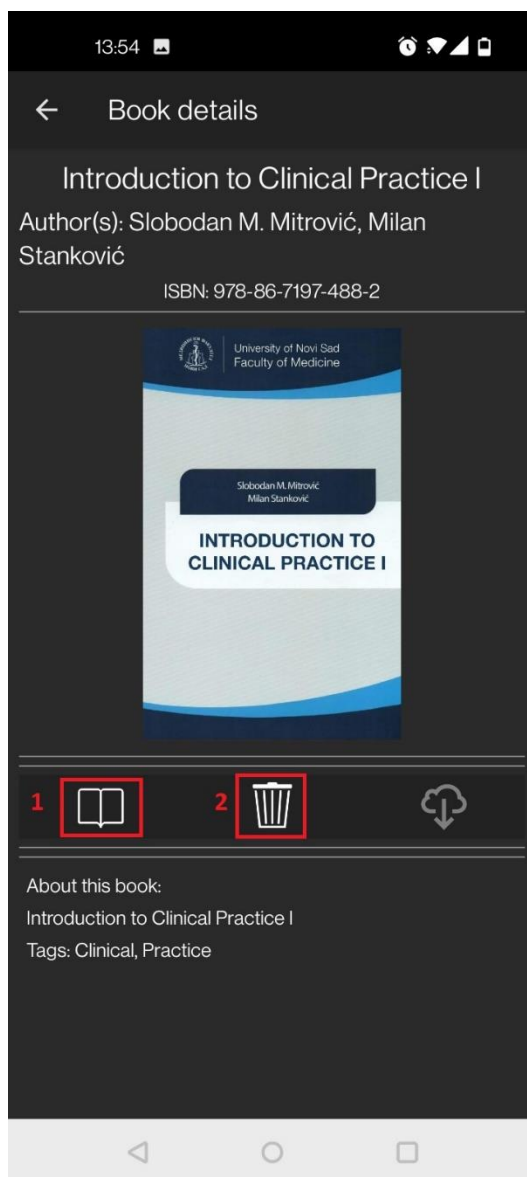 13:54
Book details
Introduction to Clinical Practice I
Author(s): Slobodan M. Mitrović, Milan
Stanković
ISBN: 978-86-7197-488-2
University of Novi Sad
Faculty of Medicine
Slobodan M. Mitrović
Milan Stanković
INTRODUCTION TO
CLINICAL PRACTICE I
1
2
About this book:
Introduction to Clinical Practice I
Tags: Clinical, Practice